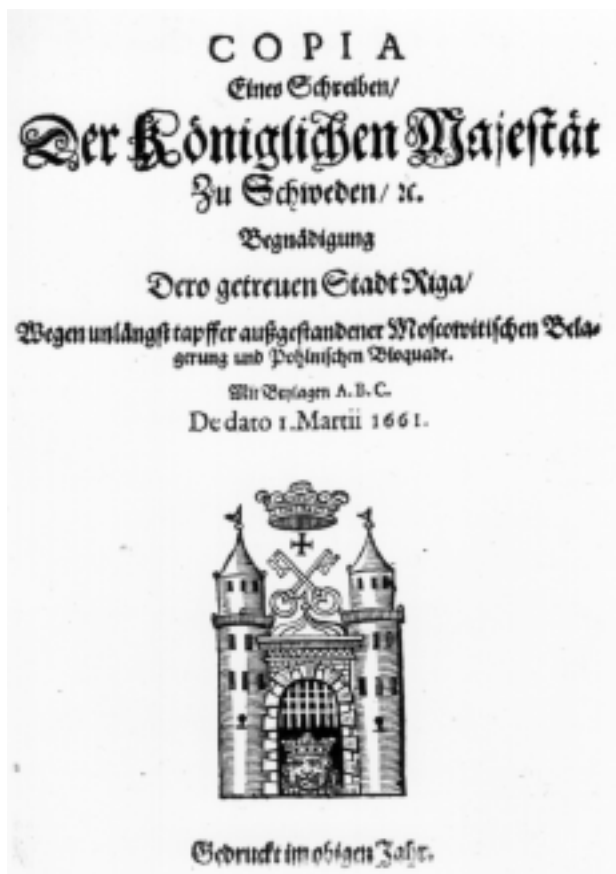 COPIA
Eines Schreiben/
Der Königlichen Majestät
Zu Schweden/ ꝛc.
Begnädigung
Dero getreuen Stadt Riga/
Wegen unlängst tapffer außgestandener Moscowitischen Bela-
gerung und Pohlnischen Bloquade.
Mit Beylagen A. B. C.
De dato 1. Martii 1661.
Gedruckt im obigen Jahr.